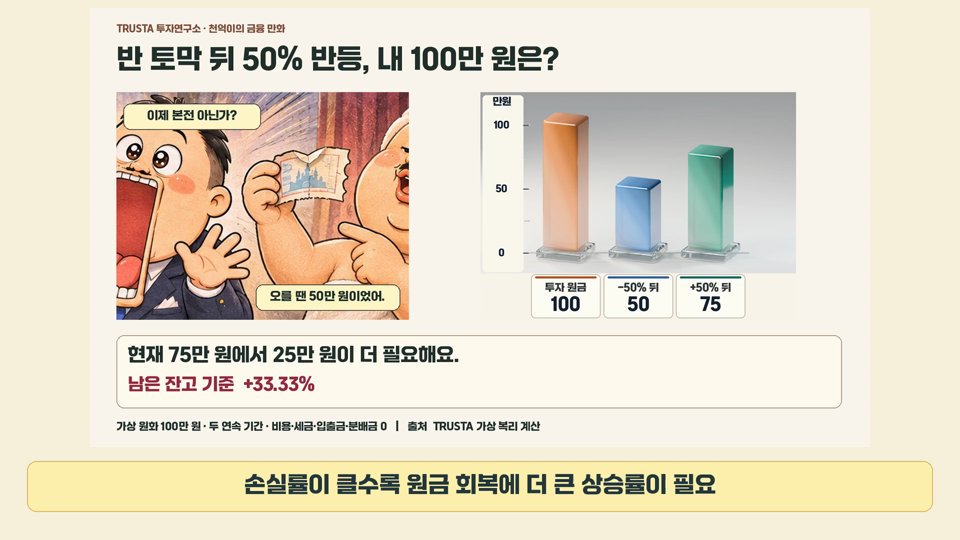 TRUSTA 투자연구소 · 천억이의 금융 만화
반 토막 뒤 50% 반등, 내 100만 원은?
이제 본전 아닌가?
오를 땐 50만 원이었어.
만원
100
50
0
투자 원금
100
−50% 뒤
50
+50% 뒤
75
현재 75만 원에서 25만 원이 더 필요해요.
남은 잔고 기준 +33.33%
가상 원화 100만 원 · 두 연속 기간 · 비용·세금·입출금·분배금 0 | 출처 TRUSTA 가상 복리 계산
손실률이 클수록 원금 회복에 더 큰 상승률이 필요